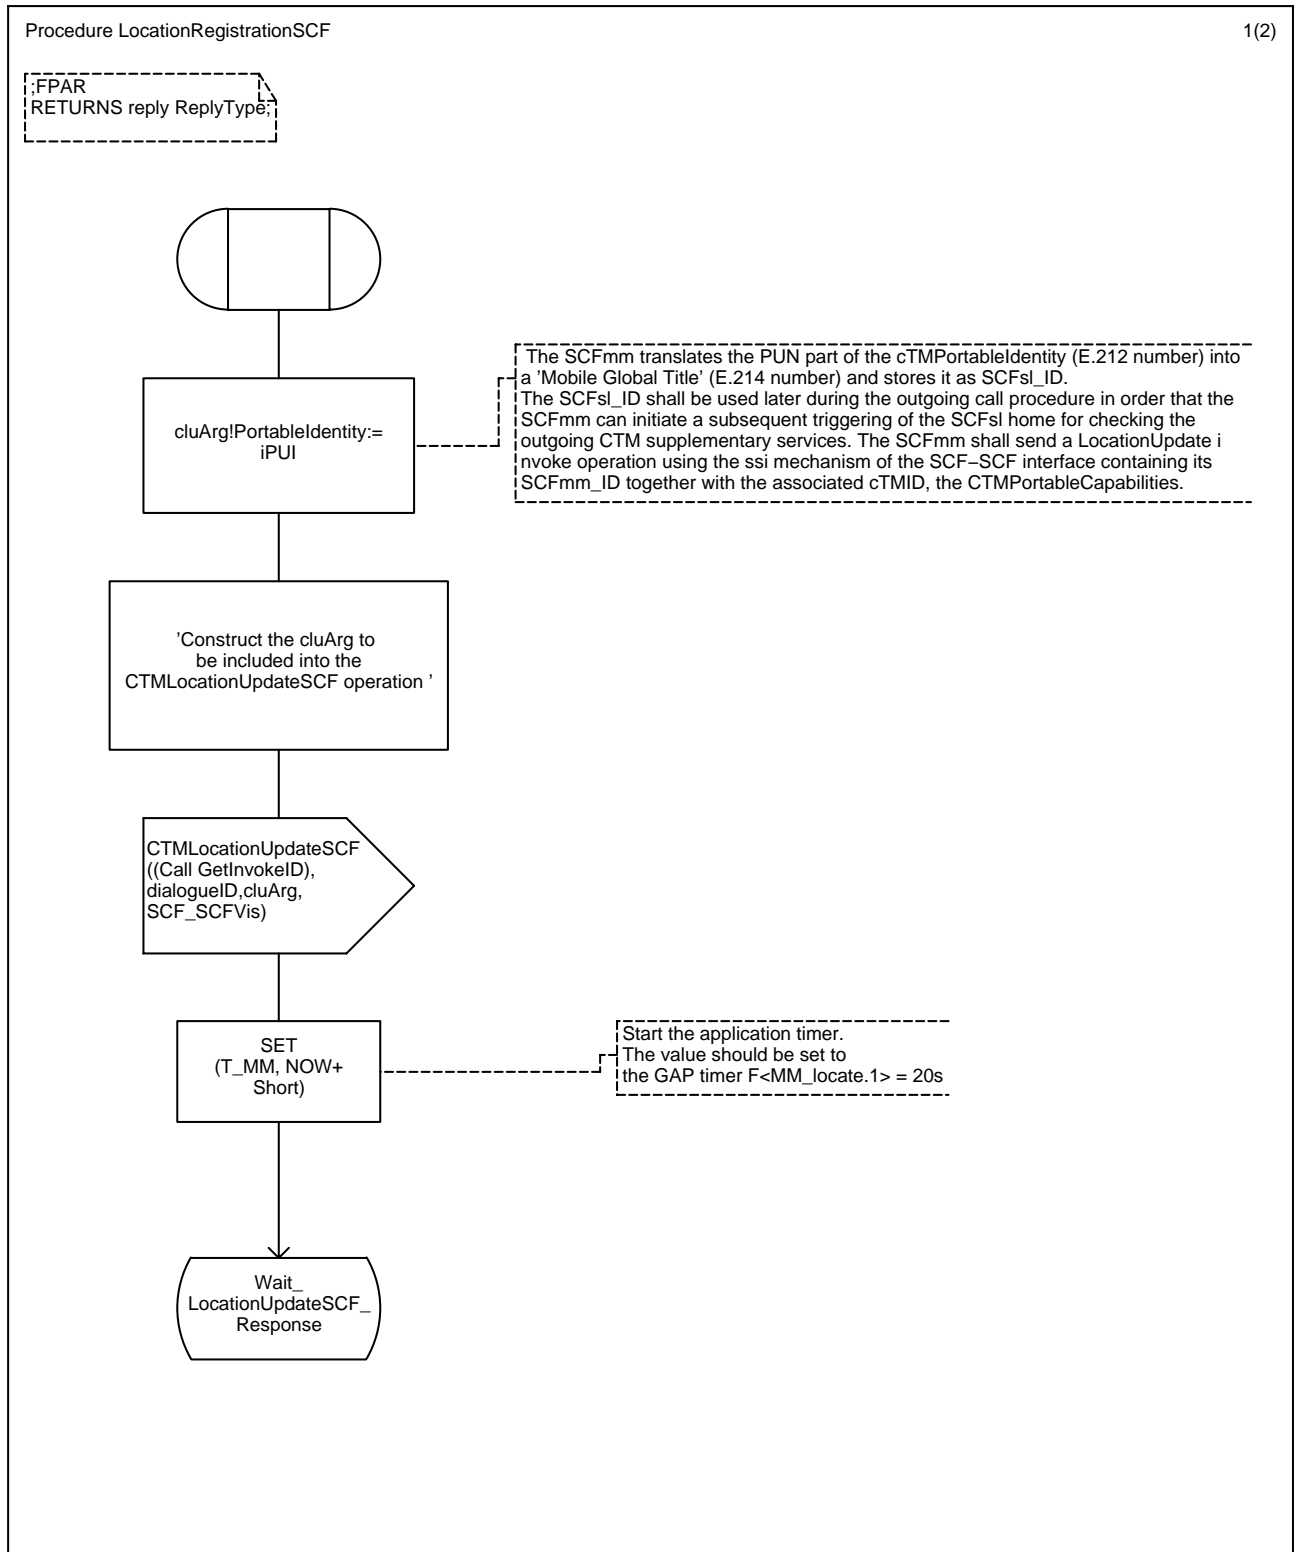 Procedure LocationRegistrationSCF
1(2)
;FPAR
RETURNS reply ReplyType;
cluArg!PortableIdentity:=
iPUI
The SCFmm translates the PUN part of the cTMPortableIdentity (E.212 number) into
a ’Mobile Global Title’ (E.214 number) and stores it as SCFsl_ID.
The SCFsl_ID shall be used later during the outgoing call procedure in order that the
SCFmm can initiate a subsequent triggering of the SCFsl home for checking the
outgoing CTM supplementary services. The SCFmm shall send a LocationUpdate i
nvoke operation using the ssi mechanism of the SCF−SCF interface containing its
SCFmm_ID together with the associated cTMID, the CTMPortableCapabilities.
’Construct the cluArg to
be included into the
CTMLocationUpdateSCF operation ’
CTMLocationUpdateSCF
((Call GetInvokeID),
dialogueID,cluArg,
SCF_SCFVis)
SET
(T_MM, NOW+
Short)
Start the application timer.
The value should be set to
the GAP timer F<MM_locate.1> = 20s
Wait_
LocationUpdateSCF_
Response